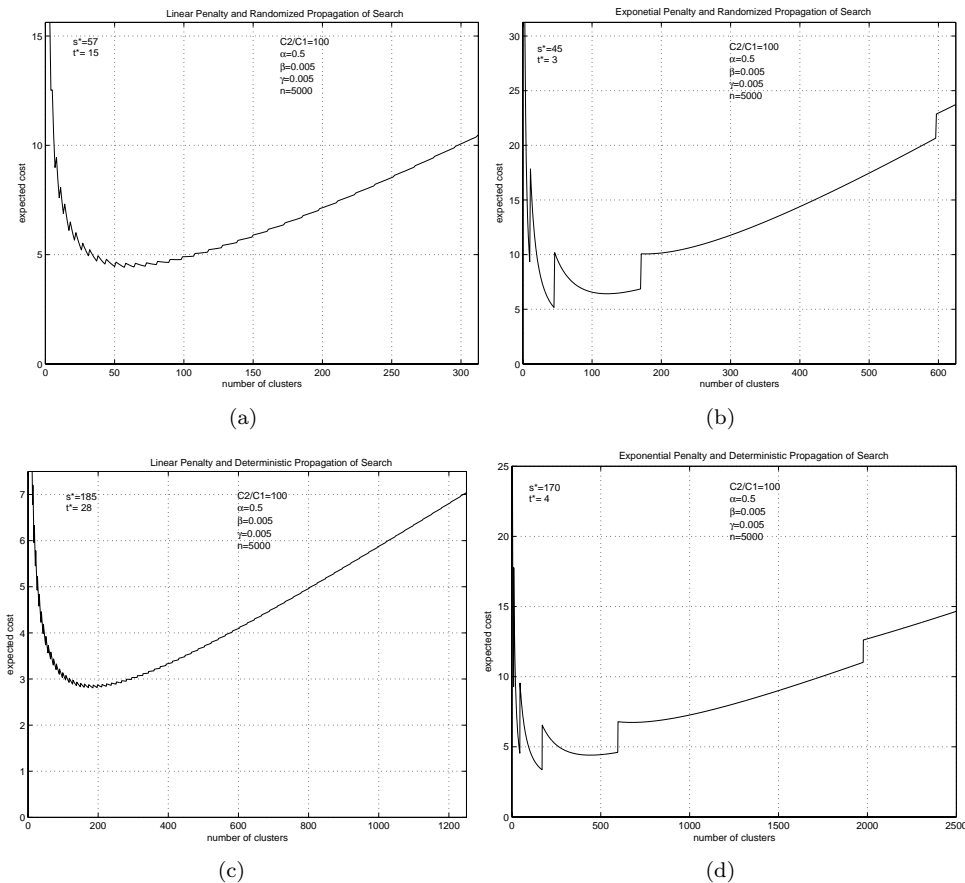 Linear Penalty and Randomized Propagation of Search
15
10
5
0
expected cost
s*=57
t*= 15
C2/C1=100
α=0.5
β=0.005
γ=0.005
n=5000
0 50 100 150 200 250 300
number of clusters
(a)
Exponetial Penalty and Randomized Propagation of Search
30
25
20
15
10
5
0
expected cost
s*=45
t*= 3
C2/C1=100
α=0.5
β=0.005
γ=0.005
n=5000
0 100 200 300 400 500 600
number of clusters
(b)
Linear Penalty and Deterministic Propagation of Search
7
6
5
4
3
2
1
0
expected cost
s*=185
t*= 28
C2/C1=100
α=0.5
β=0.005
γ=0.005
n=5000
0 200 400 600 800 1000 1200
number of clusters
(c)
Exponential Penalty and Deterministic Propagation of Search
25
20
15
10
5
0
expected cost
s*=170
t*= 4
C2/C1=100
α=0.5
β=0.005
γ=0.005
n=5000
0 500 1000 1500 2000 2500
number of clusters
(d)